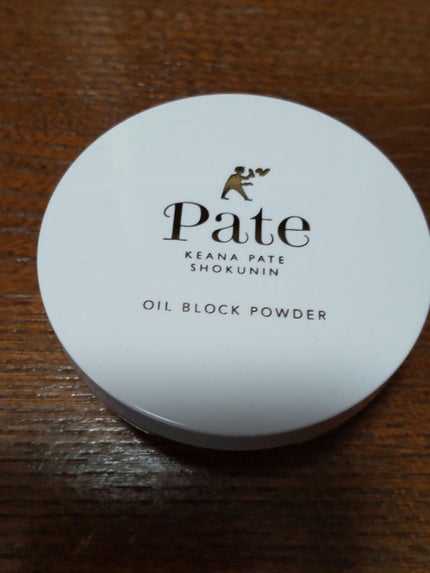 Pate
KEANA PATE
SHOKUNIN
OIL BLOCK POWDER